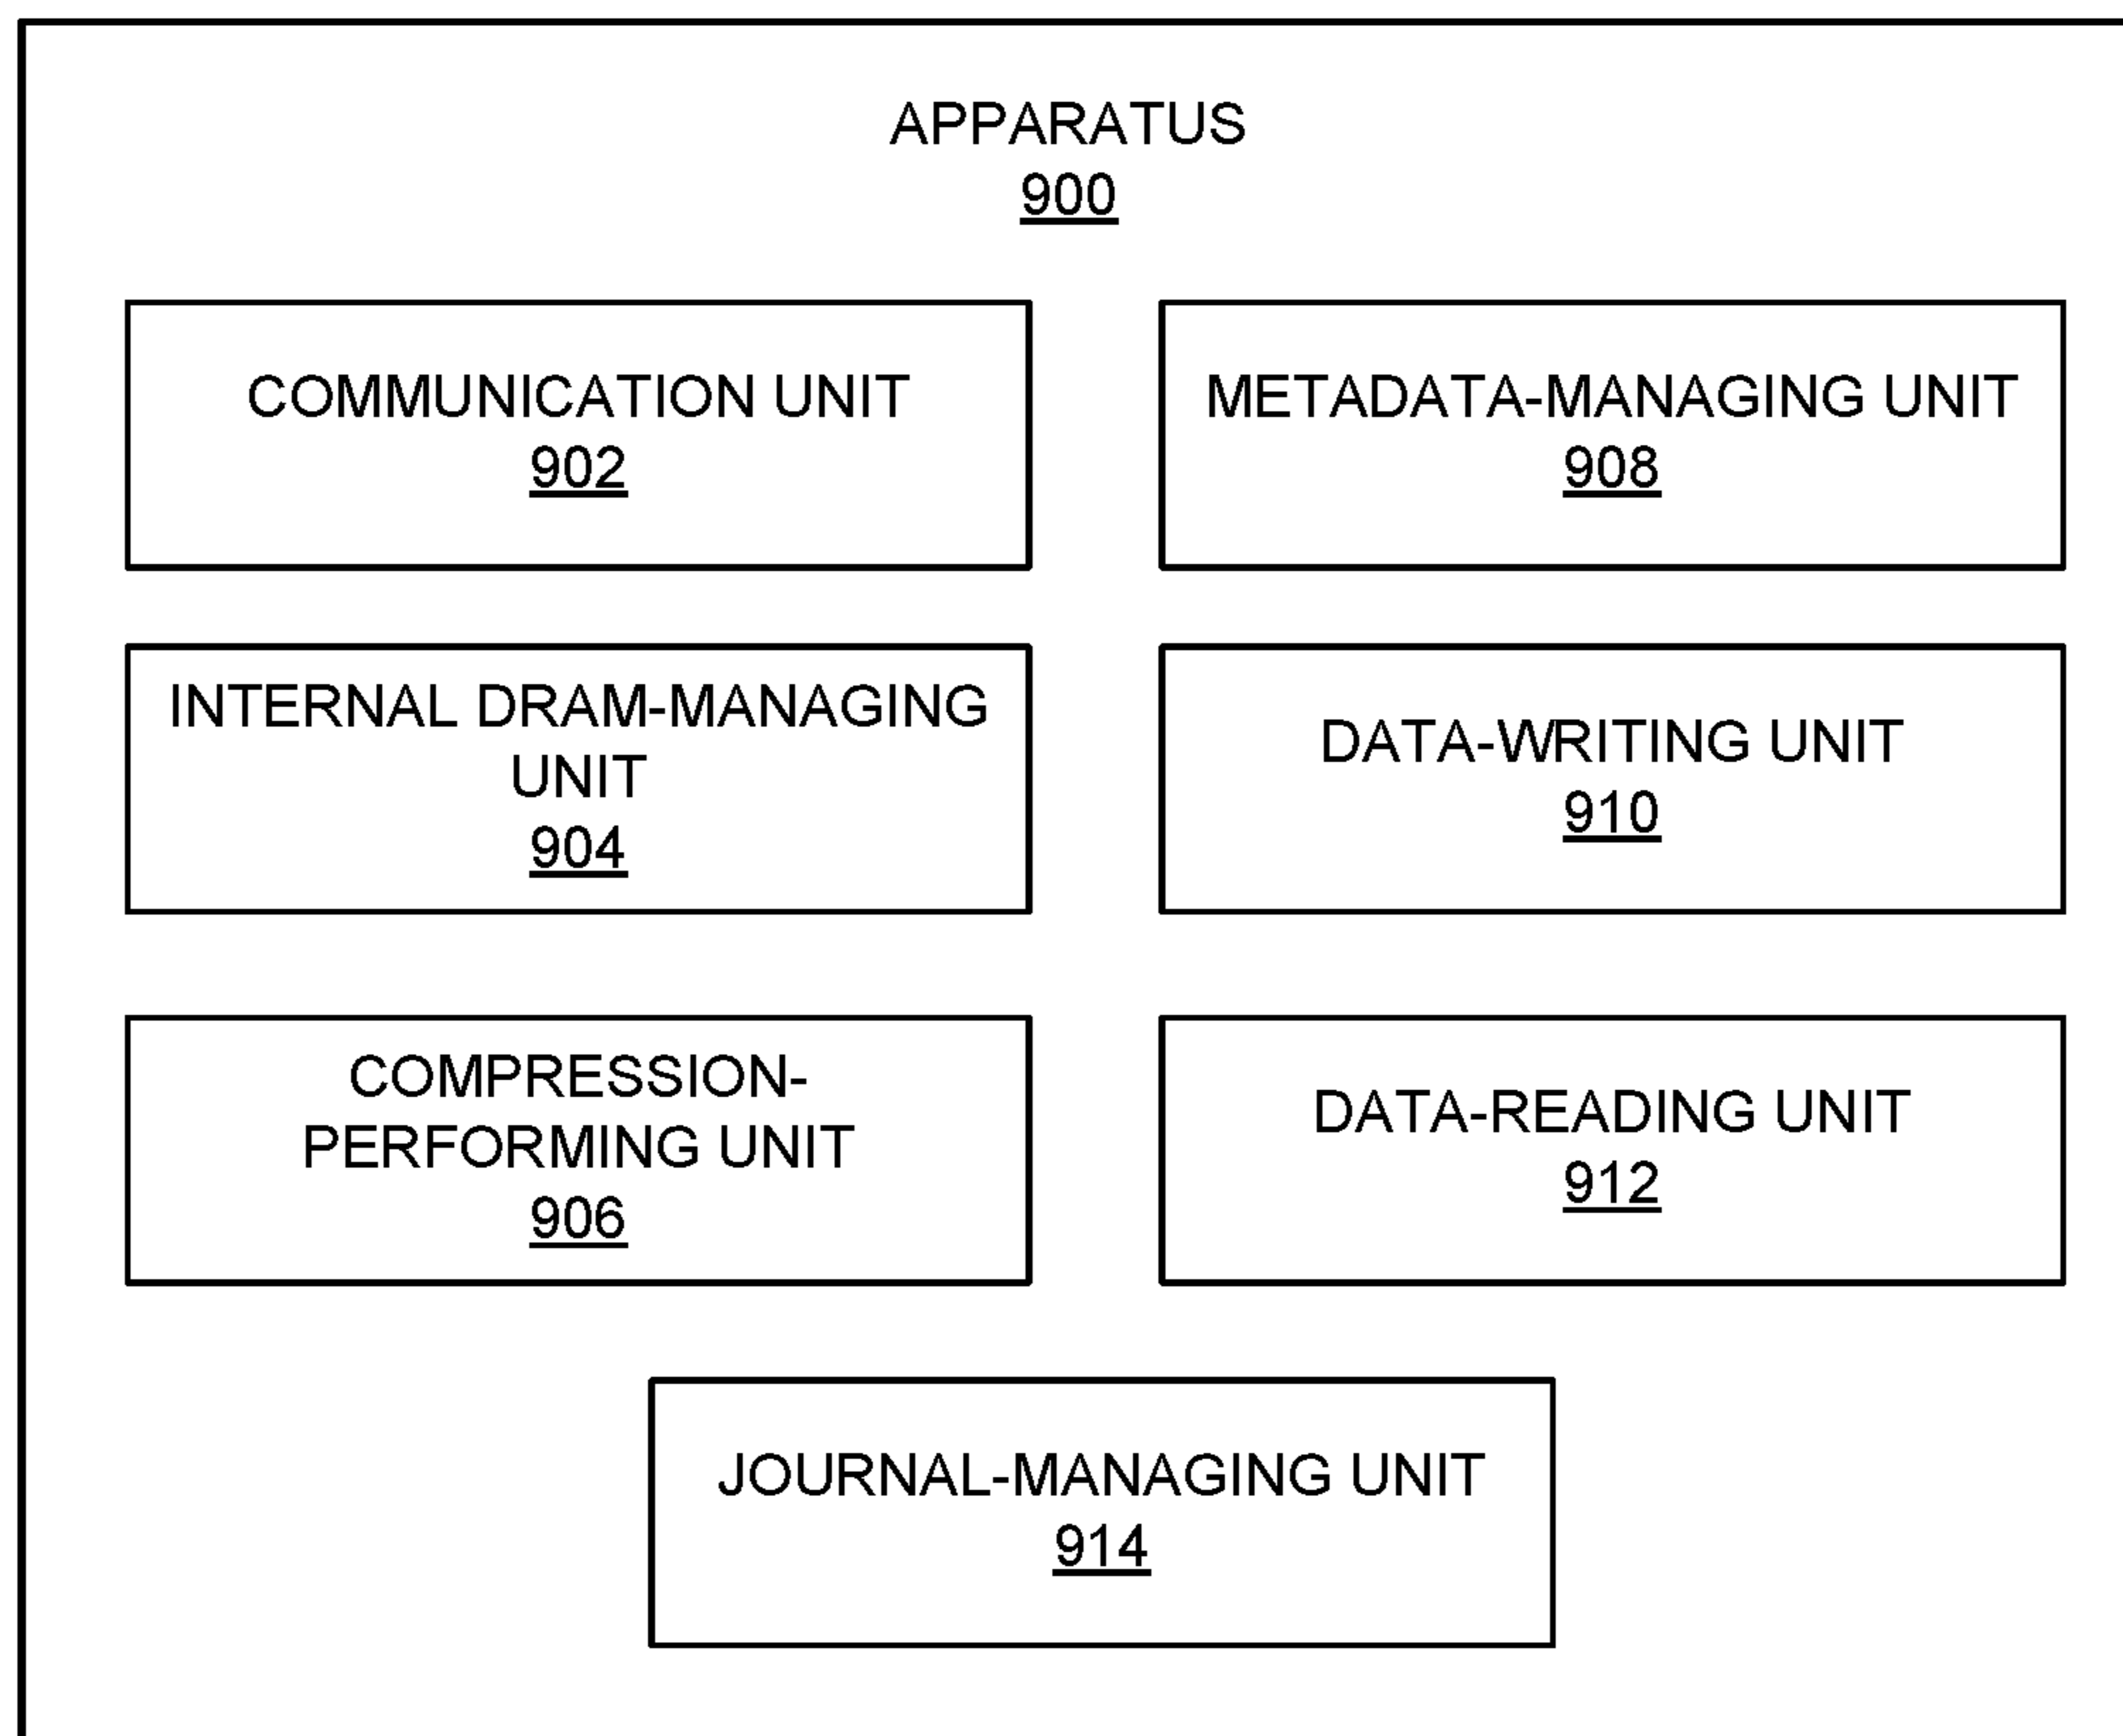 APPARATUS
900
COMMUNICATION UNIT
902
METADATA-MANAGING UNIT
908
INTERNAL DRAM-MANAGING
UNIT
904
DATA-WRITING UNIT
910
COMPRESSION-
PERFORMING UNIT
906
DATA-READING UNIT
912
JOURNAL-MANAGING UNIT
914